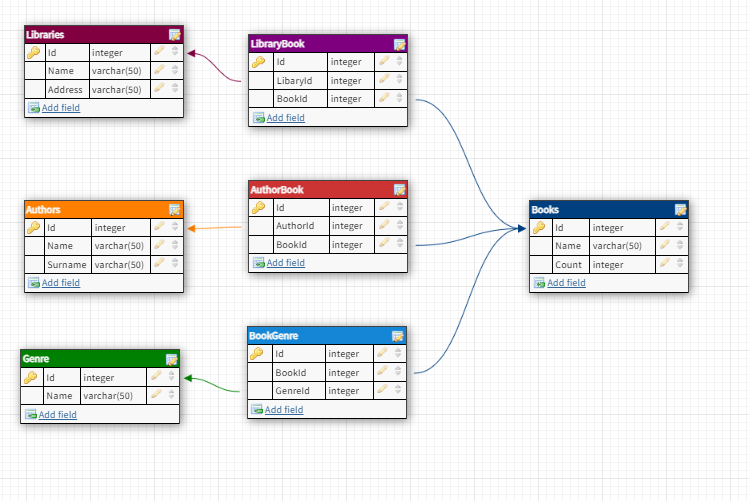 Libraries
Id integer
Name varchar(50)
Address varchar(50)
Add field
LibraryBook
Id integer
LibaryId integer
BookId integer
Add field
Authors
Id integer
Name varchar(50)
Surname varchar(50)
Add field
AuthorBook
Id integer
AuthorId integer
BookId integer
Add field
Books
Id integer
Name varchar(50)
Count integer
Add field
Genre
Id integer
Name varchar(50)
Add field
BookGenre
Id integer
BookId integer
GenreId integer
Add field